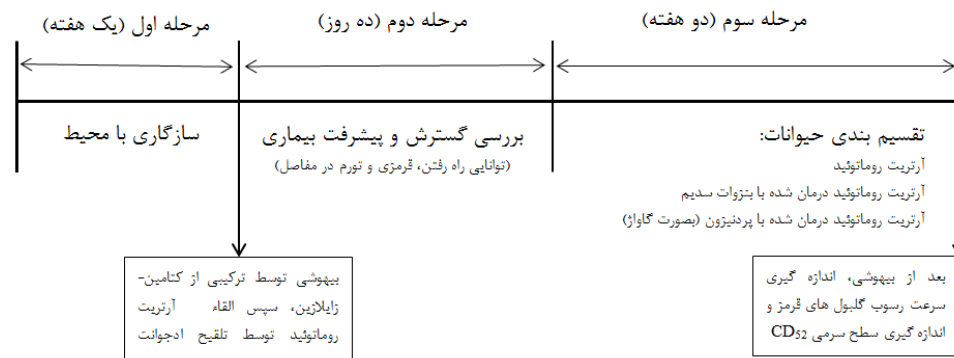 مرحله اول (یک هفته)
مرحله دوم (ده روز)
مرحله سوم (دو هفته)
سازگاری با محیط
بررسی گسترش و پیشرفت بیماری
(توانایی راه رفتن، قرمزی و تورم در مفاصل)
تقسیم بندی حیوانات:
آرتریت روماتوئید
آرتریت روماتوئید درمان شده با بنزوات سدیم
آرتریت روماتوئید درمان شده با پردنیزون (بصورت گاواژ)
بیهوشی توسط ترکیبی از کتامین-
زایلازین، سپس القاء آرتریت
روماتوئید توسط تلقیح ادجوانت
بعد از بیهوشی، اندازه گیری
سرعت رسوب گلبول های قرمز و
اندازه گیری سطح سرمی CD52